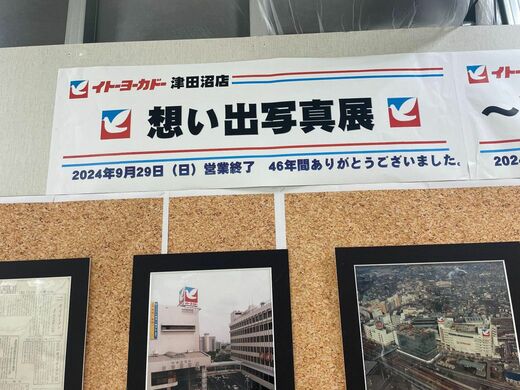 イトーヨーカドー 津田沼店
想い出写真展
2024年9月29日（日）営業終了　46年間ありがとうございました。
～
202